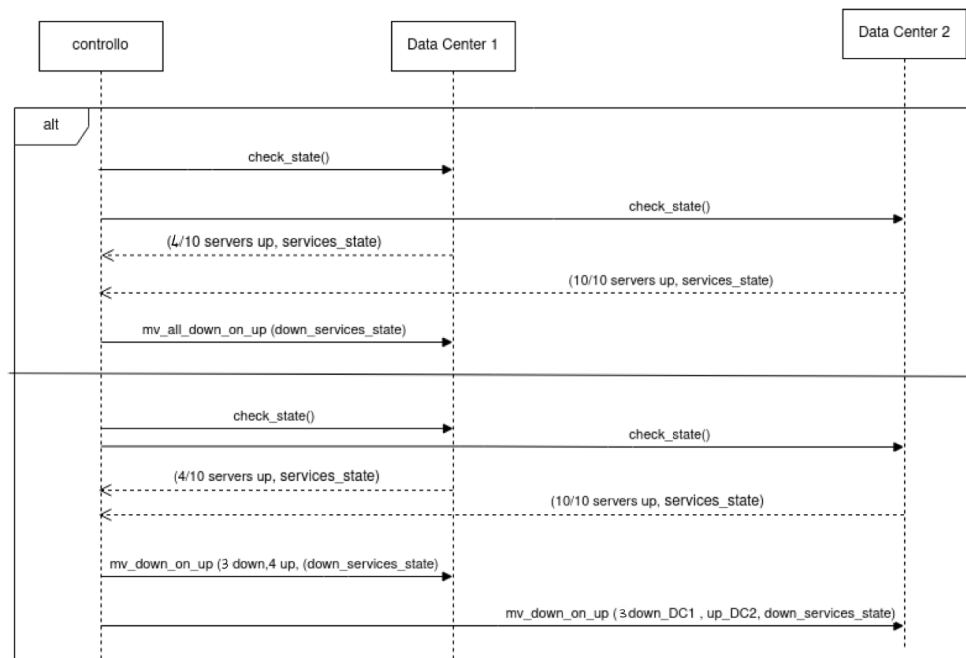 controllo
Data Center 1
Data Center 2
alt
check_state()
check_state()
(4/10 servers up, services_state)
(10/10 servers up, services_state)
mv_all_down_on_up (down_services_state)
check_state()
check_state()
(4/10 servers up, services_state)
(10/10 servers up, services_state)
mv_down_on_up (3 down,4 up, (down_services_state)
mv_down_on_up (3down_DC1 , up_DC2, down_services_state)